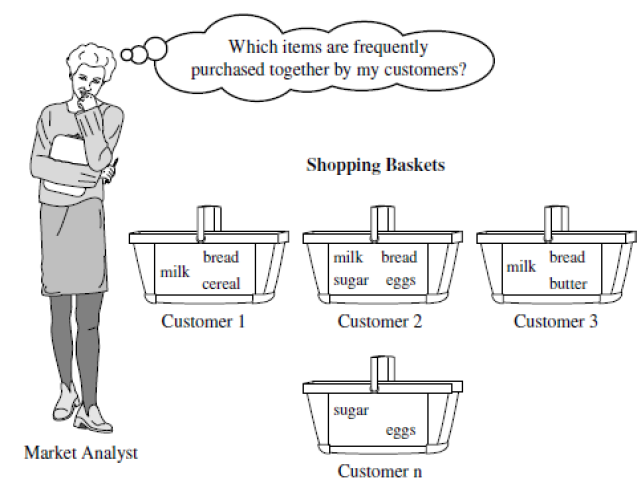 Which items are frequently
purchased together by my customers?
Shopping Baskets
milk bread
cereal
Customer 1
milk bread
sugar eggs
Customer 2
milk bread
butter
Customer 3
sugar
eggs
Customer n
Market Analyst